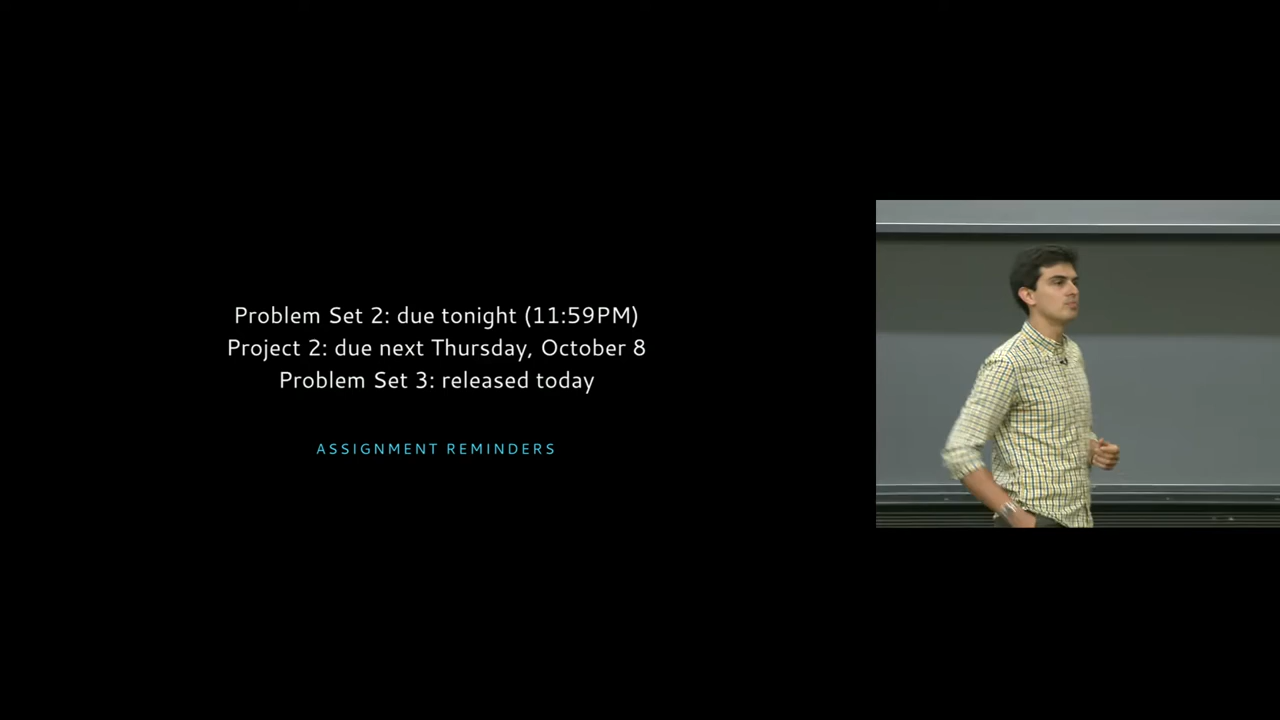 Problem Set 2: due tonight (11:59PM)
Project 2: due next Thursday, October 8
Problem Set 3: released today
ASSIGNMENT REMINDERS